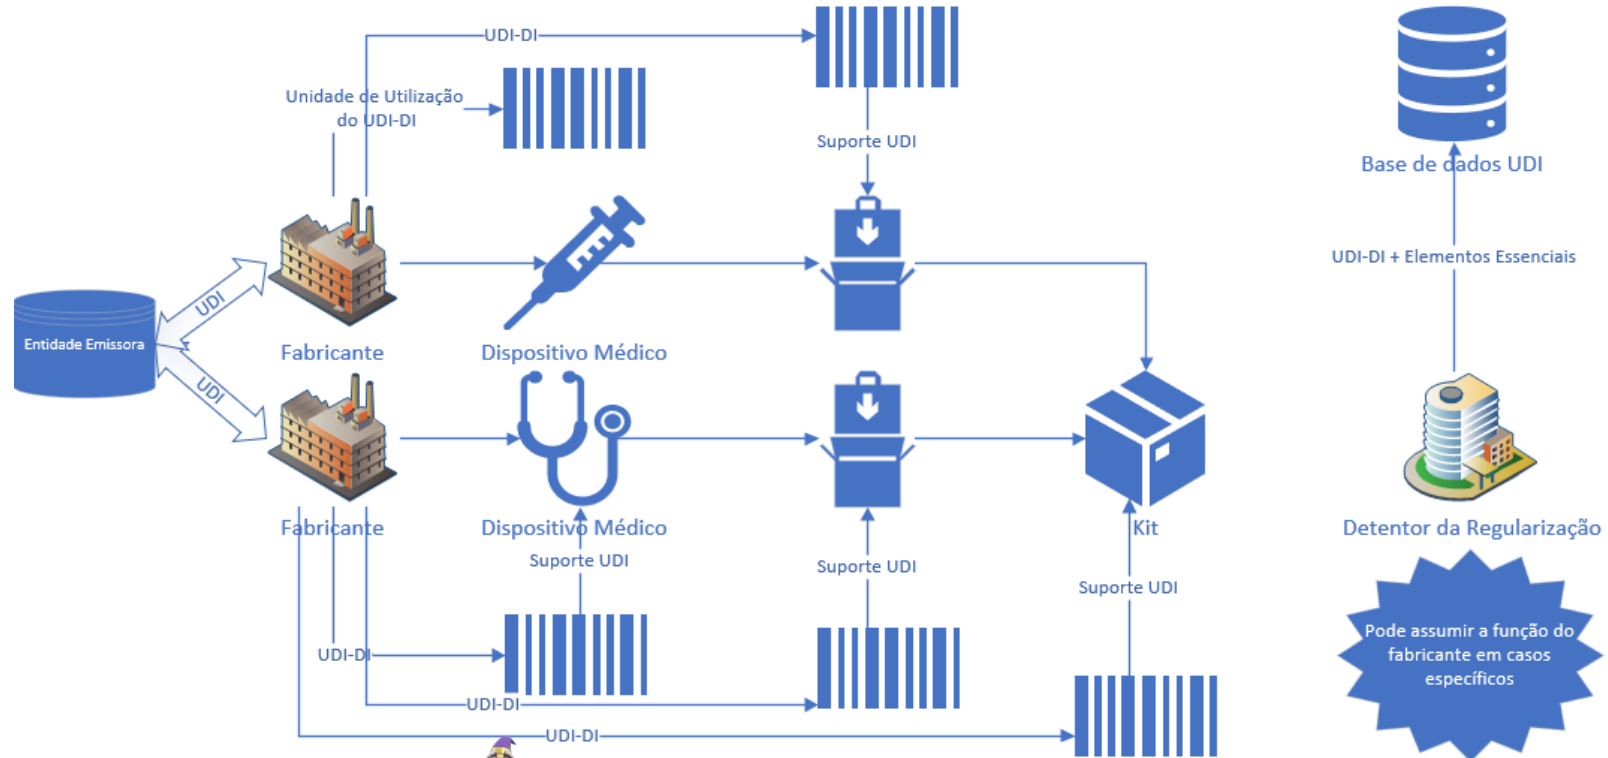 UDI-DI
Unidade de Utilização
do UDI-DI
Suporte UDI
Base de dados UDI
UDI-DI + Elementos Essenciais
UDI
Entidade Emissora
UDI
Fabricante
Dispositivo Médico
Fabricante
Dispositivo Médico
Kit
Detentor da Regularização
Suporte UDI
Suporte UDI
Suporte UDI
Pode assumir a função do
fabricante em casos
específicos
UDI-DI
UDI-DI
UDI-DI